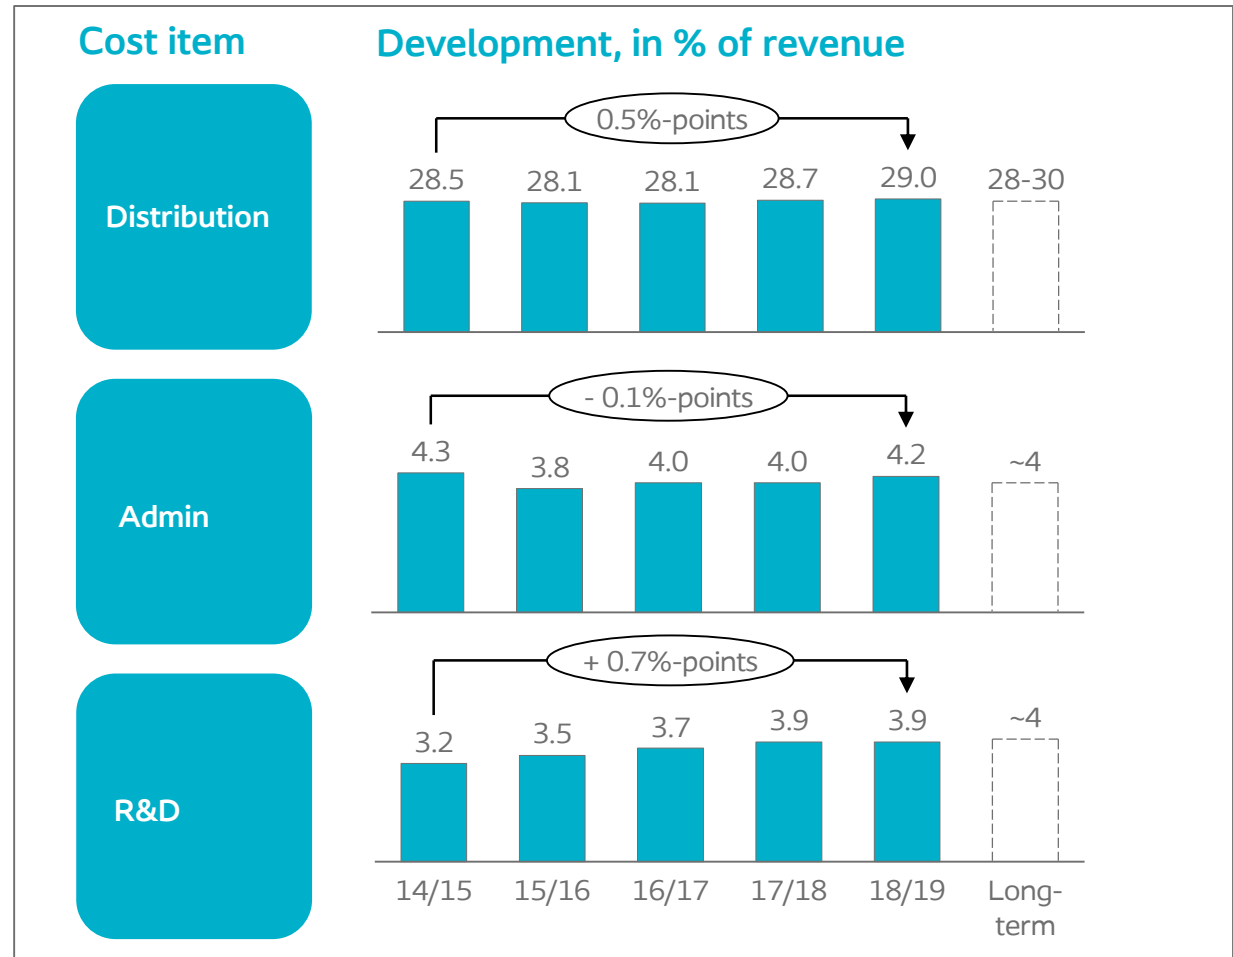 Cost item
Development, in % of revenue
Distribution
0.5%-points
28.5 28.1 28.1 28.7 29.0 28-30
Admin
- 0.1%-points
4.3 3.8 4.0 4.0 4.2 ~4
R&D
+ 0.7%-points
3.2 3.5 3.7 3.9 3.9 ~4
14/15 15/16 16/17 17/18 18/19 Long-
term